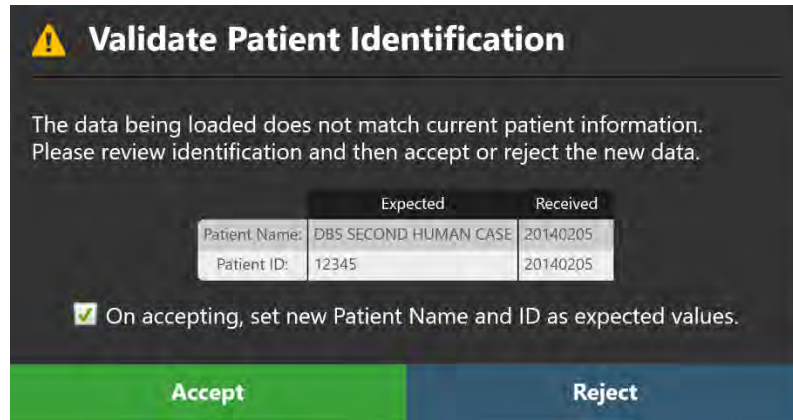 Validate Patient Identification
The data being loaded does not match current patient information.
Please review identification and then accept or reject the new data.
Expected Received
Patient Name: DBS SECOND HUMAN CASE 20140205
Patient ID: 12345 20140205
On accepting, set new Patient Name and ID as expected values.
Accept Reject